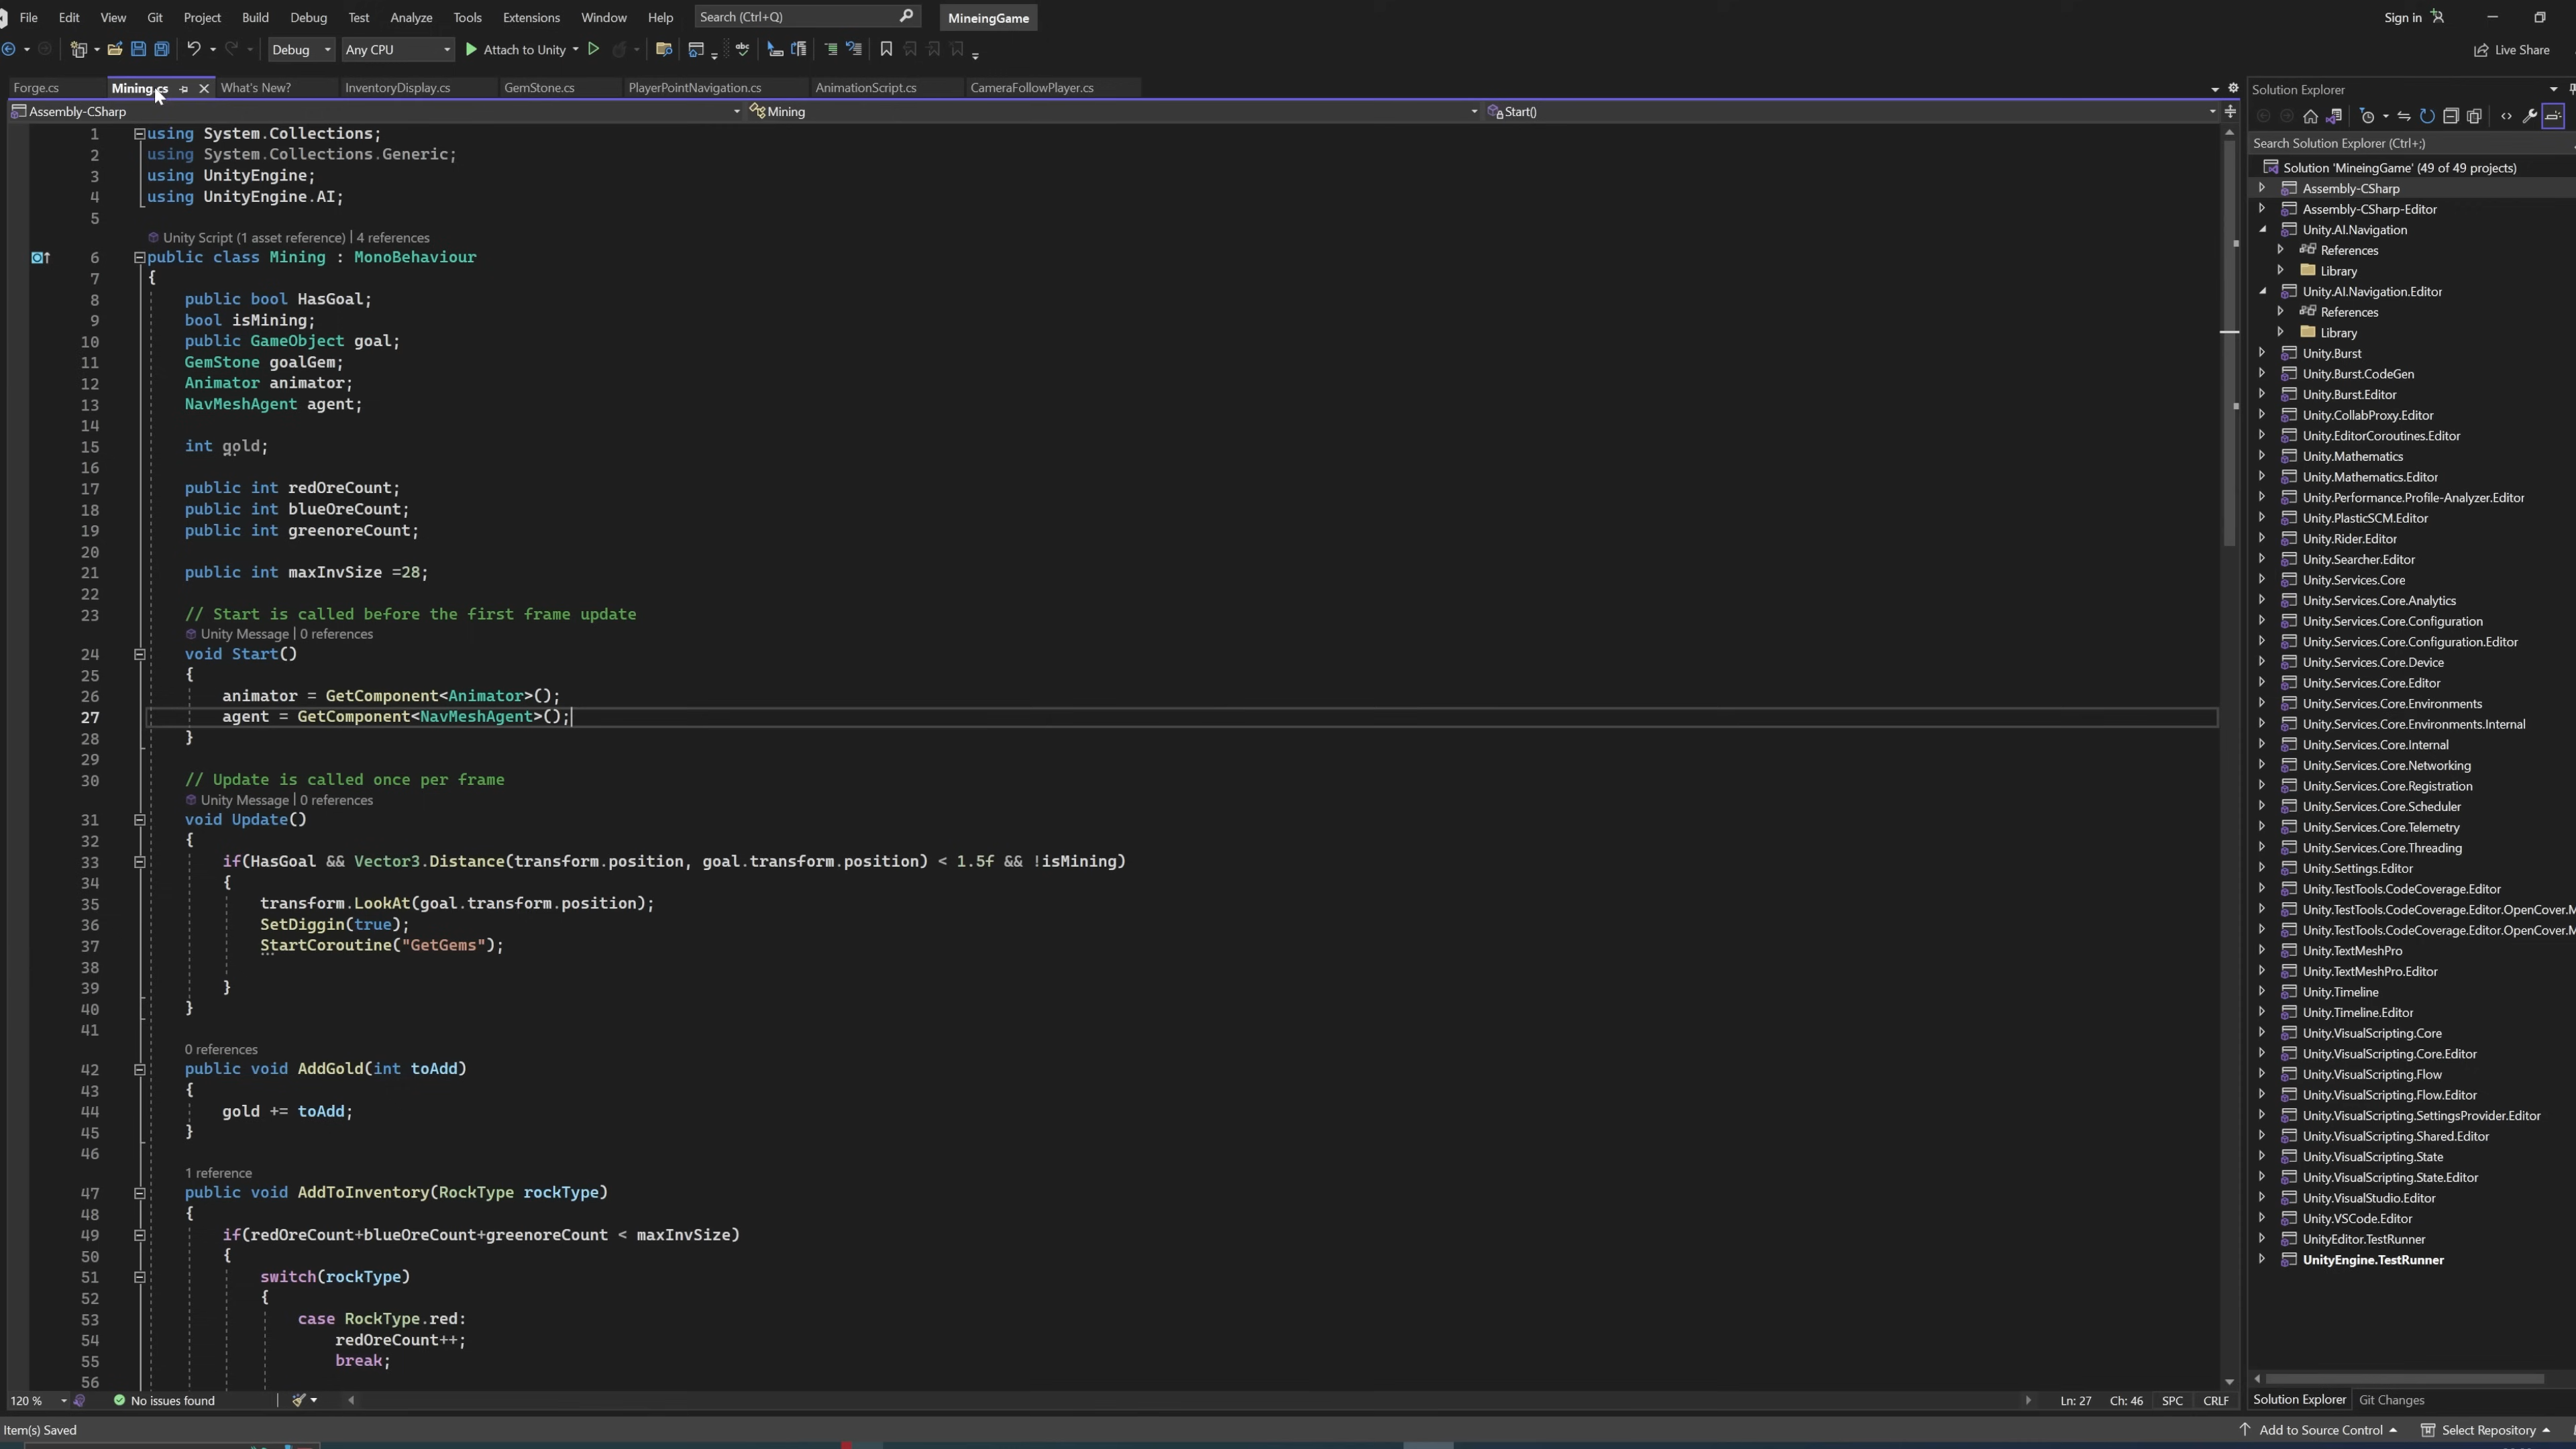 File Edit View Git Project Build Debug Test Analyze Tools Extensions Window Help Search (Ctrl+Q) MineingGame Sign in
Debug Any CPU Attach to Unity Live Share
Forge.cs Mining.cs What's New? InventoryDisplay.cs GemStone.cs PlayerPointNavigation.cs AnimationScript.cs CameraFollowPlayer.cs
Assembly-CSharp Mining Start()
1 using System.Collections;
2 using System.Collections.Generic;
3 using UnityEngine;
4 using UnityEngine.AI;
5
Unity Script (1 asset reference) | 4 references
6 public class Mining : MonoBehaviour
7 {
8 public bool HasGoal;
9 bool isMining;
10 public GameObject goal;
11 GemStone goalGem;
12 Animator animator;
13 NavMeshAgent agent;
14
15 int gold;
16
17 public int redOreCount;
18 public int blueOreCount;
19 public int greenoreCount;
20
21 public int maxInvSize =28;
22
23 // Start is called before the first frame update
Unity Message | 0 references
24 void Start()
25 {
26 animator = GetComponent<Animator>();
27 agent = GetComponent<NavMeshAgent>();
28 }
29
30 // Update is called once per frame
Unity Message | 0 references
31 void Update()
32 {
33 if(HasGoal && Vector3.Distance(transform.position, goal.transform.position) < 1.5f && !isMining)
34 {
35 transform.LookAt(goal.transform.position);
36 SetDiggin(true);
37 StartCoroutine("GetGems");
38
39 }
40 }
41
0 references
42 public void AddGold(int toAdd)
43 {
44 gold += toAdd;
45 }
46
1 reference
47 public void AddToInventory(RockType rockType)
48 {
49 if(redOreCount+blueOreCount+greenoreCount < maxInvSize)
50 {
51 switch(rockType)
52 {
53 case RockType.red:
54 redOreCount++;
55 break;
56
120 % No issues found Ln: 27 Ch: 46 SPC CRLF
Item(s) Saved
Solution Explorer
Search Solution Explorer (Ctrl+;)
Solution 'MineingGame' (49 of 49 projects)
Assembly-CSharp
Assembly-CSharp-Editor
Unity.AI.Navigation
References
Library
Unity.AI.Navigation.Editor
References
Library
Unity.Burst
Unity.Burst.CodeGen
Unity.Burst.Editor
Unity.CollabProxy.Editor
Unity.EditorCoroutines.Editor
Unity.Mathematics
Unity.Mathematics.Editor
Unity.Performance.Profile-Analyzer.Editor
Unity.PlasticSCM.Editor
Unity.Rider.Editor
Unity.Searcher.Editor
Unity.Services.Core
Unity.Services.Core.Analytics
Unity.Services.Core.Configuration
Unity.Services.Core.Configuration.Editor
Unity.Services.Core.Device
Unity.Services.Core.Editor
Unity.Services.Core.Environments
Unity.Services.Core.Environments.Internal
Unity.Services.Core.Internal
Unity.Services.Core.Networking
Unity.Services.Core.Registration
Unity.Services.Core.Scheduler
Unity.Services.Core.Telemetry
Unity.Services.Core.Threading
Unity.Settings.Editor
Unity.TestTools.CodeCoverage.Editor
Unity.TestTools.CodeCoverage.Editor.OpenCover.M
Unity.TestTools.CodeCoverage.Editor.OpenCover.M
Unity.TextMeshPro
Unity.TextMeshPro.Editor
Unity.Timeline
Unity.Timeline.Editor
Unity.VisualScripting.Core
Unity.VisualScripting.Core.Editor
Unity.VisualScripting.Flow
Unity.VisualScripting.Flow.Editor
Unity.VisualScripting.SettingsProvider.Editor
Unity.VisualScripting.Shared.Editor
Unity.VisualScripting.State
Unity.VisualScripting.State.Editor
Unity.VisualStudio.Editor
Unity.VSCode.Editor
UnityEditor.TestRunner
UnityEngine.TestRunner
Solution Explorer Git Changes
Add to Source Control Select Repository